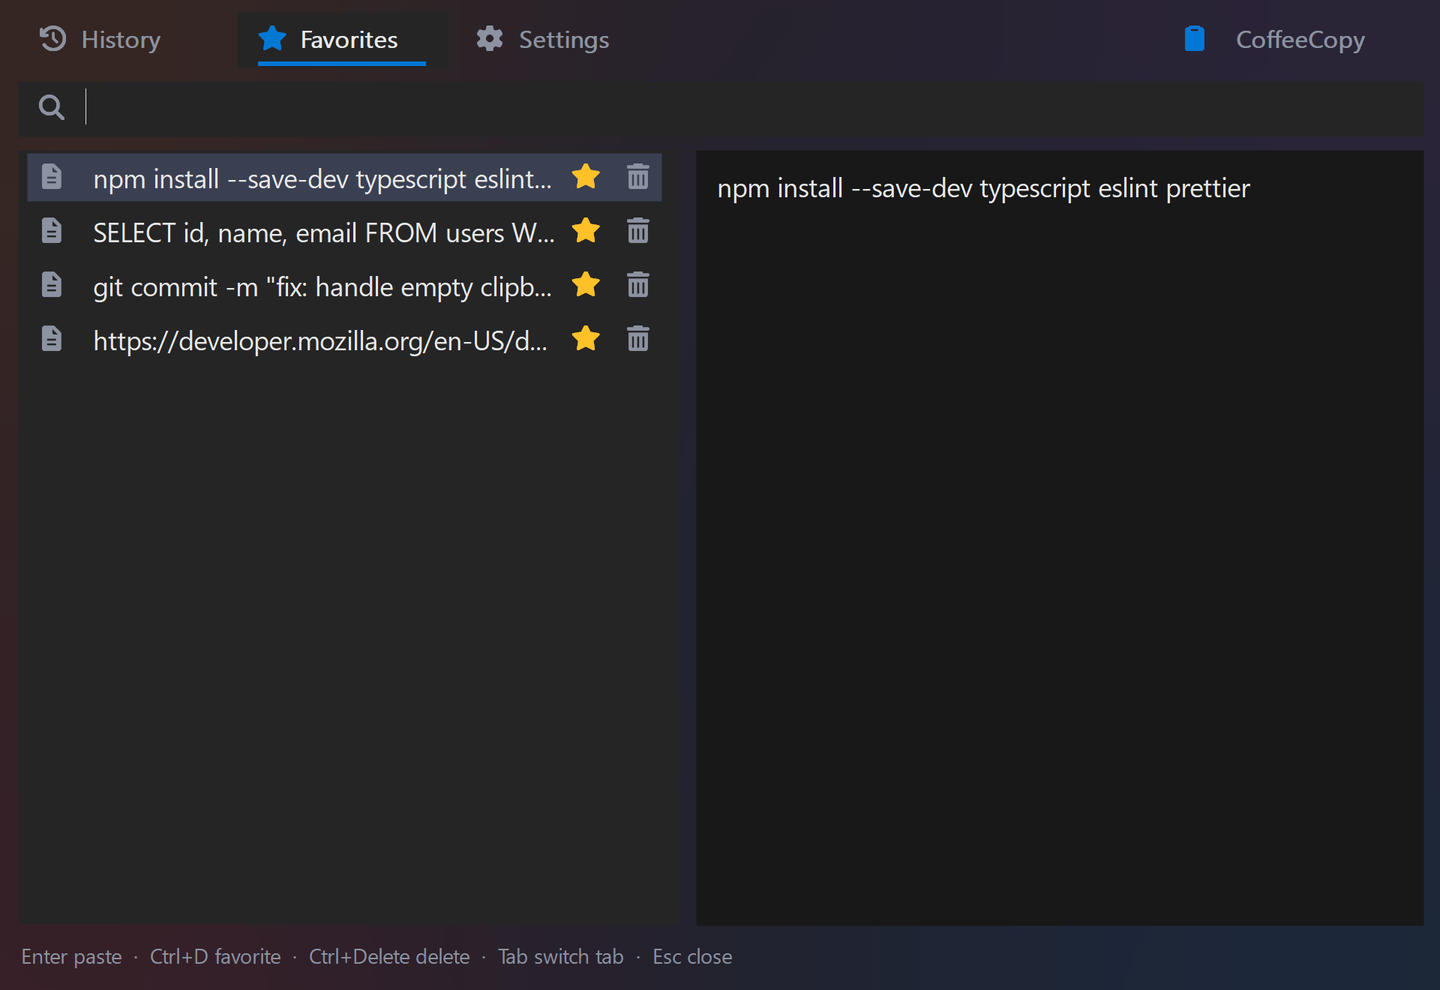 History
Favorites
Settings
CoffeeCopy
npm install --save-dev typescript eslint...
SELECT id, name, email FROM users W...
git commit -m "fix: handle empty clipb...
https://developer.mozilla.org/en-US/d...
npm install --save-dev typescript eslint prettier
Enter paste · Ctrl+D favorite · Ctrl+Delete delete · Tab switch tab · Esc close